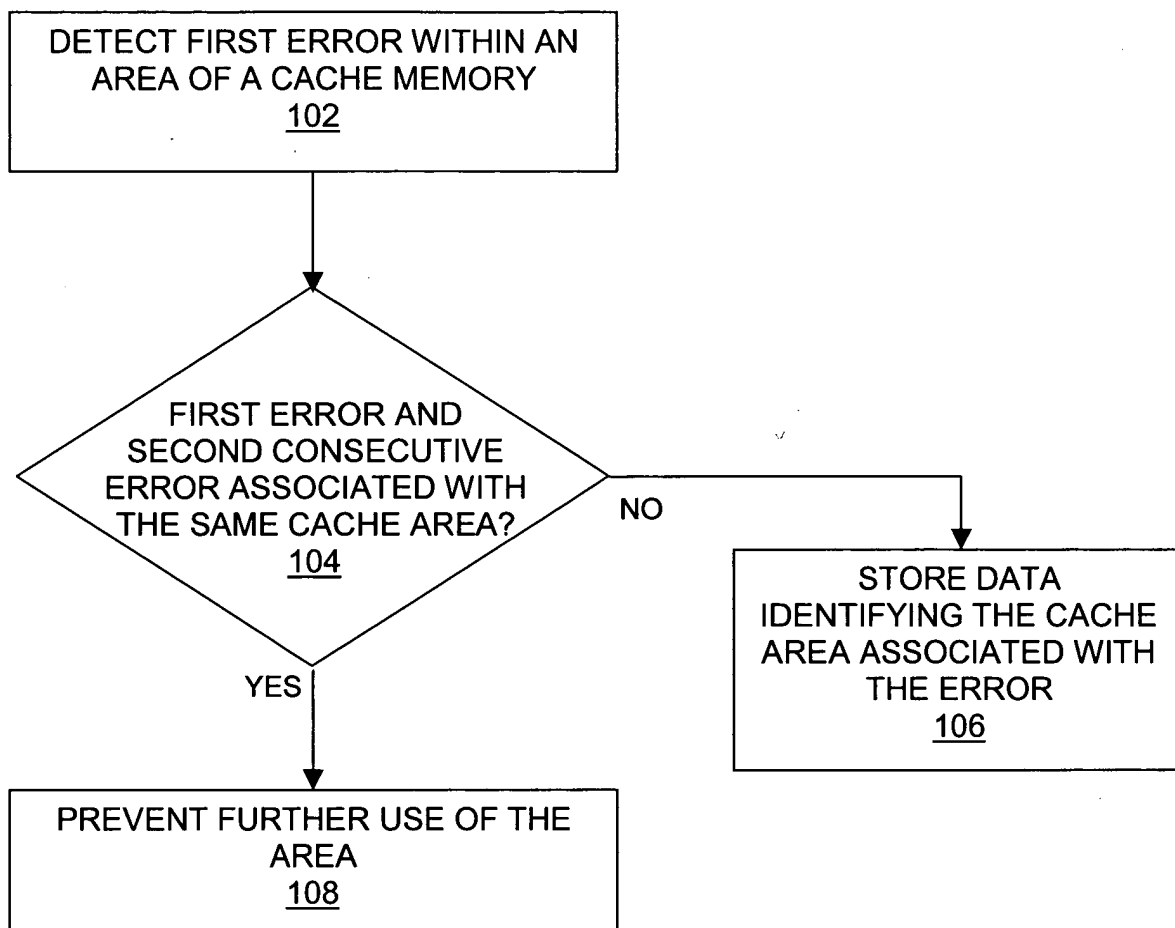 DETECT FIRST ERROR WITHIN AN
AREA OF A CACHE MEMORY
102
FIRST ERROR AND
SECOND CONSECUTIVE
ERROR ASSOCIATED WITH
THE SAME CACHE AREA?
104
NO
STORE DATA
IDENTIFYING THE CACHE
AREA ASSOCIATED WITH
THE ERROR
106
YES
PREVENT FURTHER USE OF THE
AREA
108